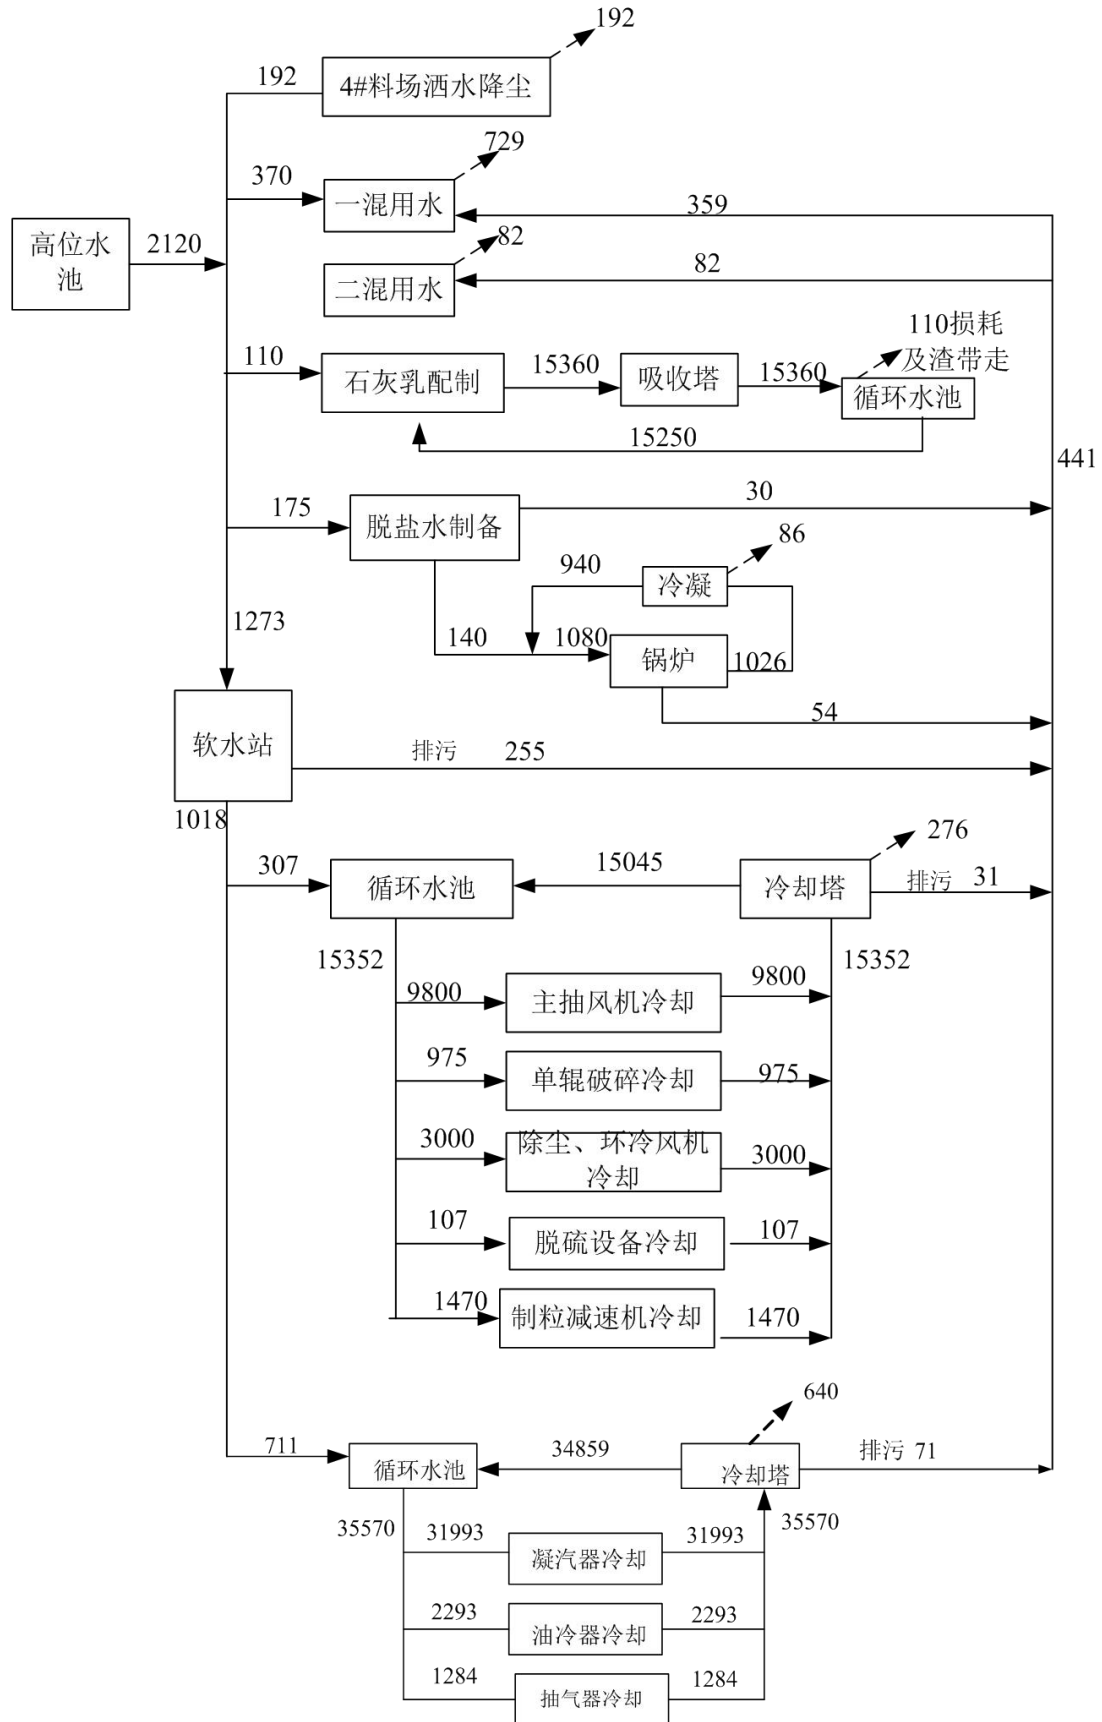 192
192
4#料场洒水降尘
729
370
一混用水
359
高位水
池
2120
82
二混用水
82
110损耗
及渣带走
110
石灰乳配制
15360
吸收塔
15360
循环水池
15250
441
175
脱盐水制备
30
86
940
冷凝
1273
140
1080
锅炉
1026
54
软水站
排污
255
1018
276
307
循环水池
15045
冷却塔
排污
31
15352
15352
9800
主抽风机冷却
9800
975
单辊破碎冷却
975
3000
除尘、环冷风机
冷却
3000
107
脱硫设备冷却
107
1470
制粒减速机冷却
1470
640
711
循环水池
34859
冷却塔
排污 71
35570
35570
31993
凝汽器冷却
31993
2293
油冷器冷却
2293
1284
抽气器冷却
1284